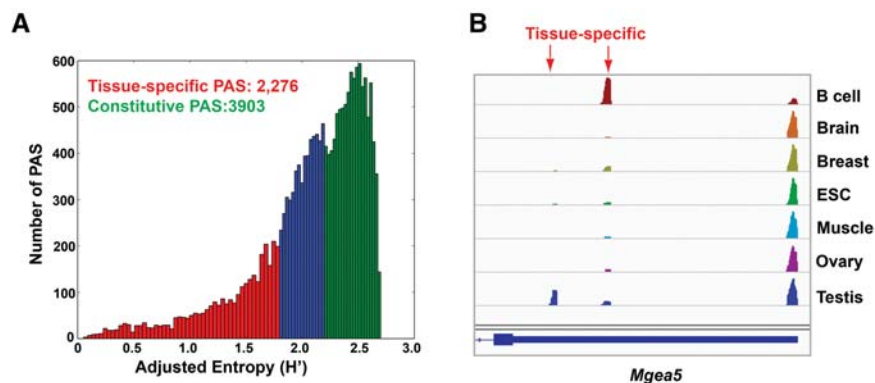 A
600
500
400
300
200
100
0
Number of PAS
Tissue-specific PAS: 2,276
Constitutive PAS:3903
0 0.5 1.0 1.5 2.0 2.5 3.0
Adjusted Entropy (H')
B
Tissue-specific
B cell
Brain
Breast
ESC
Muscle
Ovary
Testis
Mgea5